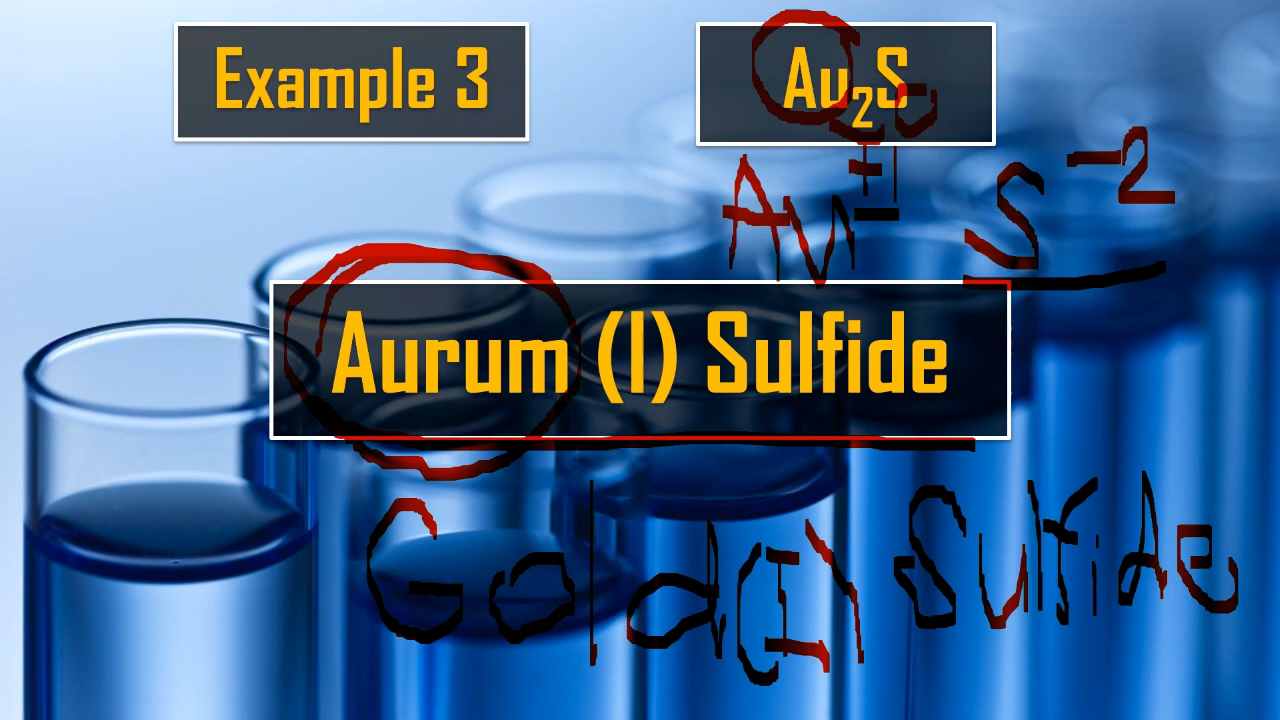 Example 3
Au₂S
Au⁺¹ S⁻²
Aurum (I) Sulfide
Gold(I) Sulfide